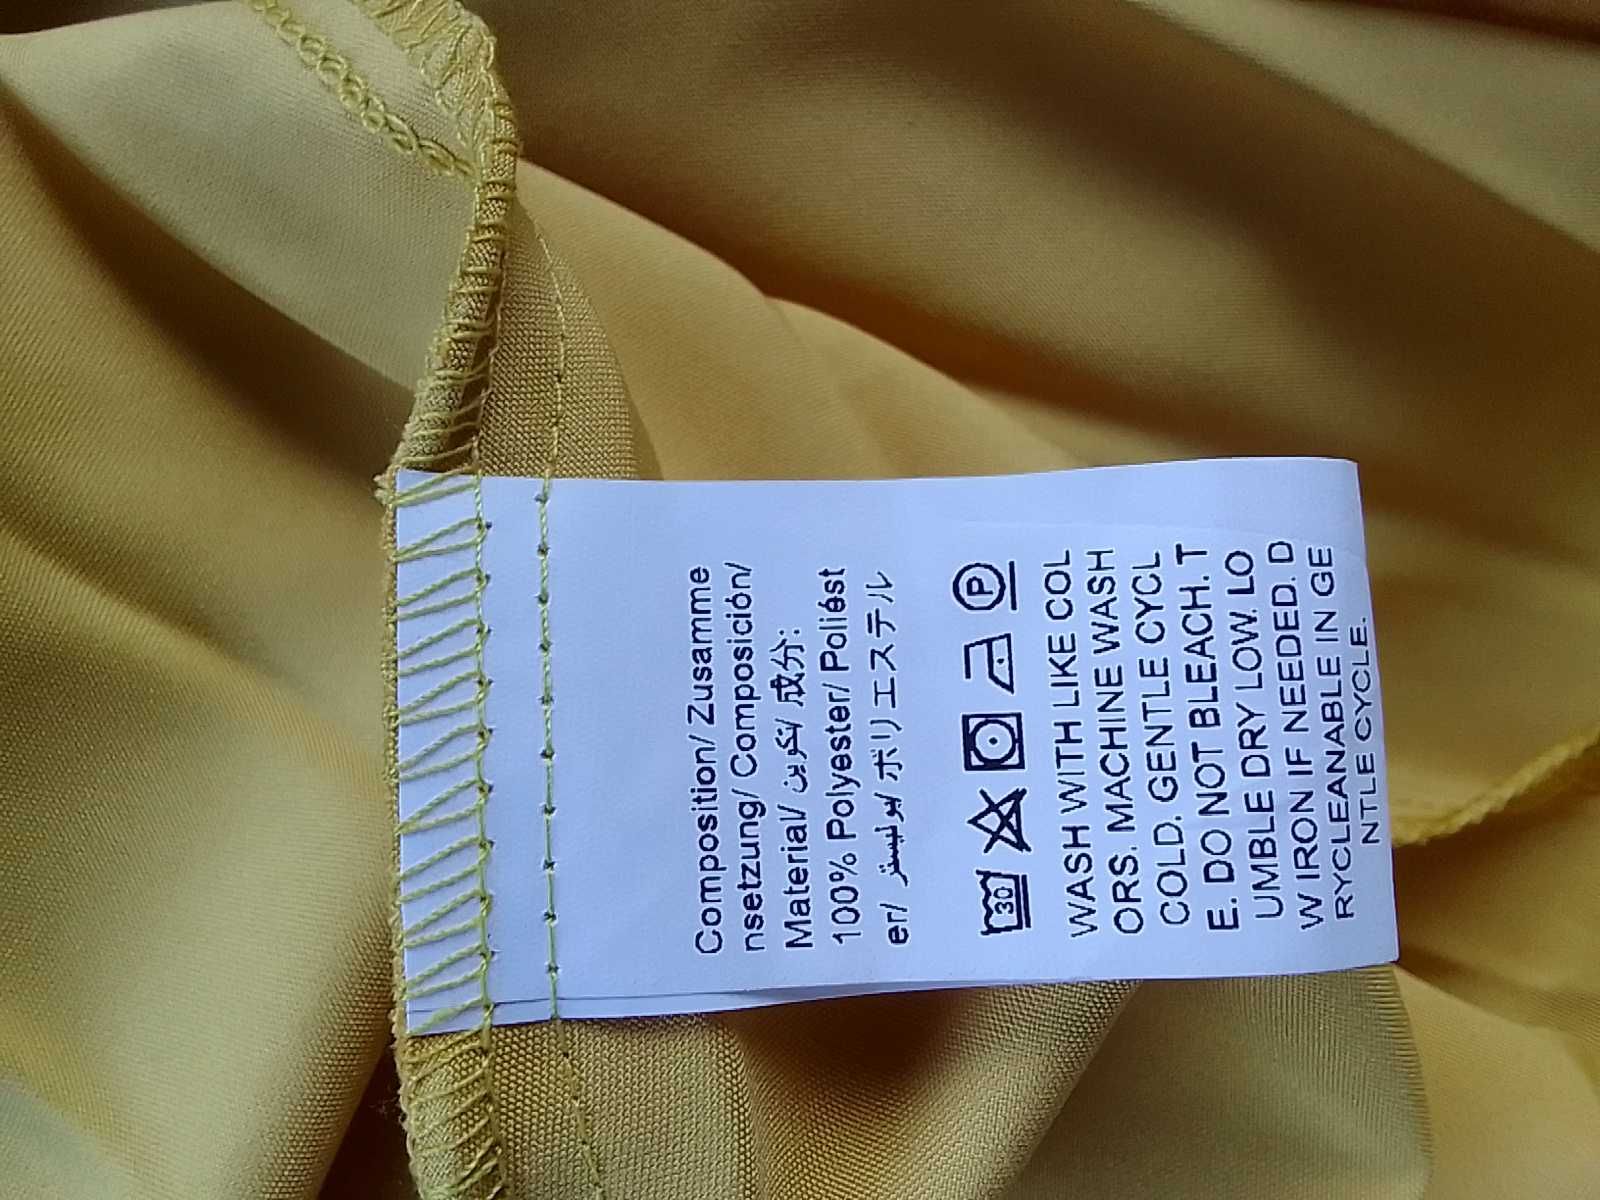 Composition/ Zusamme
nsetzung/ Composición/
Material/ تكوين/ 成分:
100% Polyester/ Poliést
er/ بوليستر/ ポリエステル
30 P
WASH WITH LIKE COL
ORS. MACHINE WASH
COLD. GENTLE CYCL
E. DO NOT BLEACH. T
UMBLE DRY LOW. LO
W IRON IF NEEDED. D
RYCLEANABLE IN GE
NTLE CYCLE.